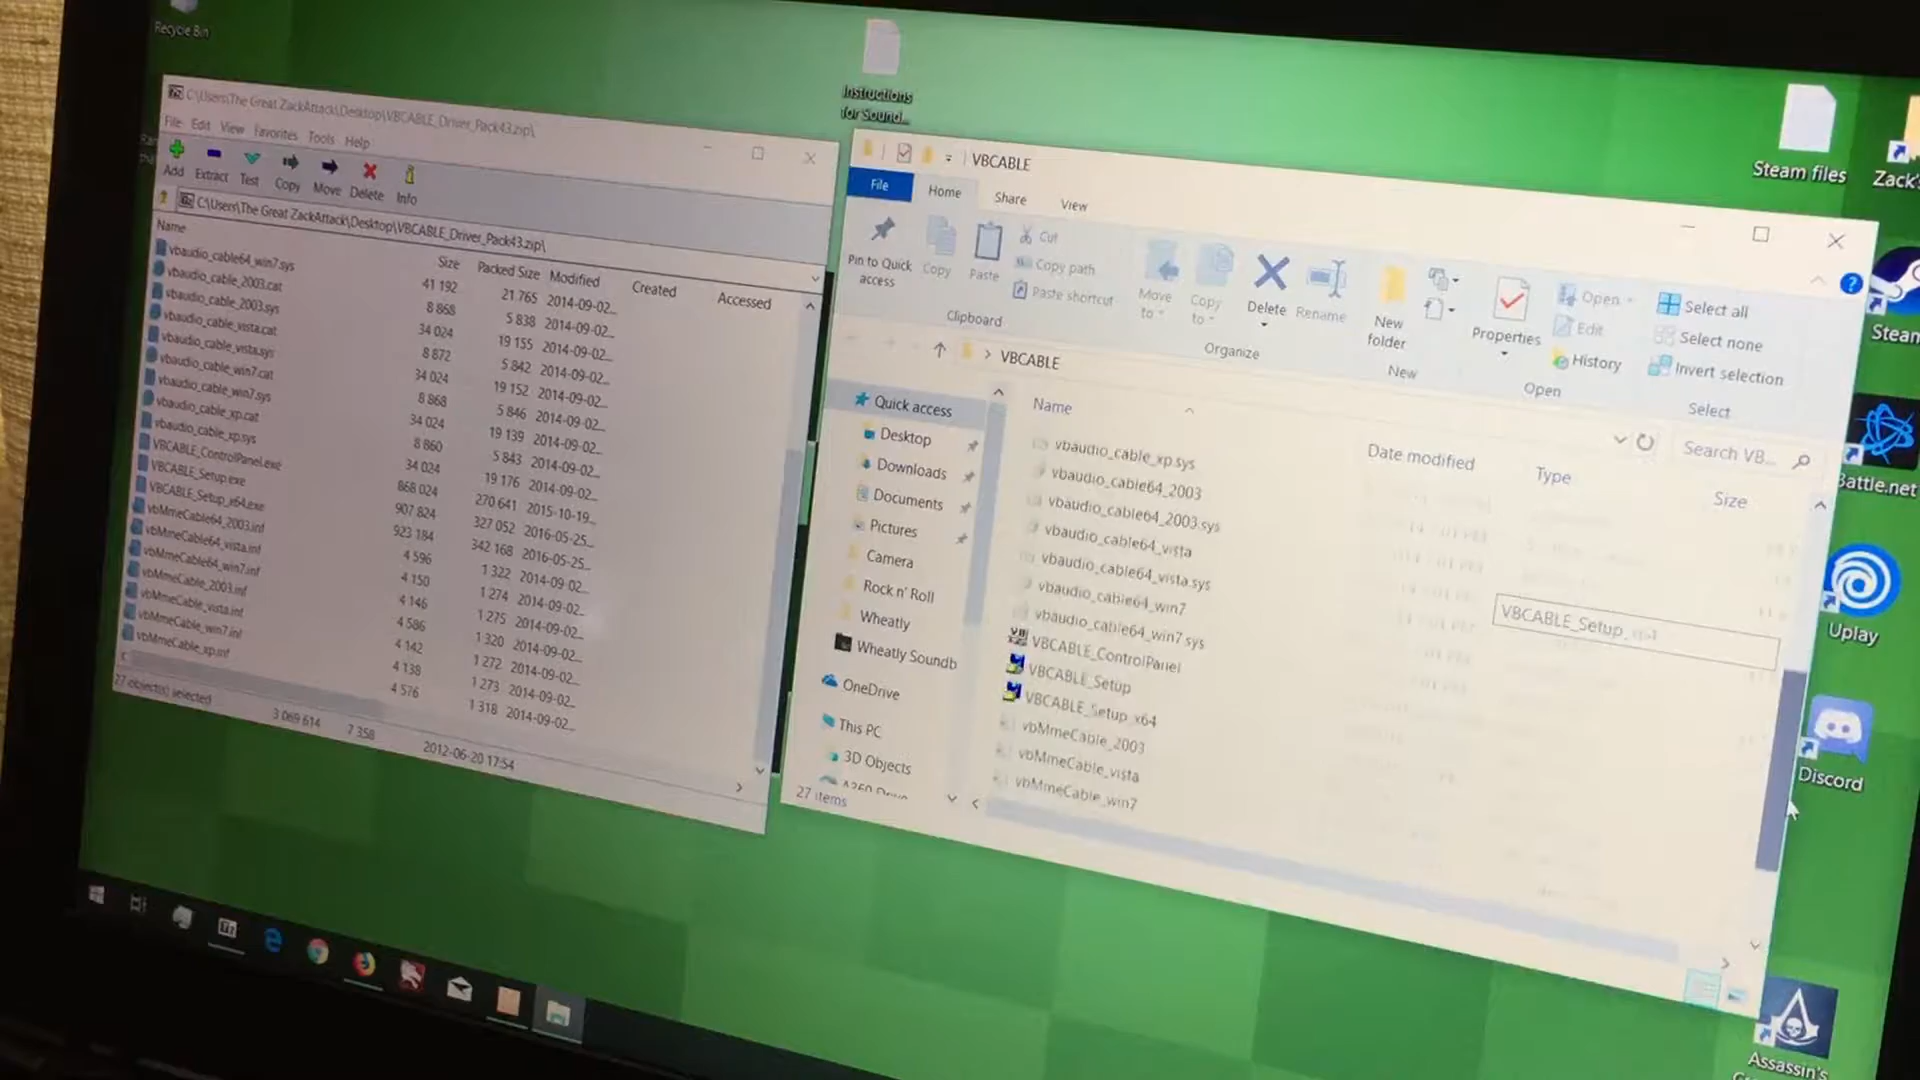 Recycle Bin
Instructions
for Sound...
Steam files
Zack's
Steam
Battle.net
Uplay
Discord
Assassin's
C:\Users\The Great ZackAttack\Desktop\VBCABLE_Driver_Pack43.zip\
File Edit View Favorites Tools Help
Add Extract Test Copy Move Delete Info
C:\Users\The Great ZackAttack\Desktop\VBCABLE_Driver_Pack43.zip\
Name Size Packed Size Modified Created Accessed
vbaudio_cable64_win7.sys 41 192 21 765 2014-09-02...
vbaudio_cable_2003.cat 8 868 5 838 2014-09-02...
vbaudio_cable_2003.sys 34 024 19 155 2014-09-02...
vbaudio_cable_vista.cat 8 872 5 842 2014-09-02...
vbaudio_cable_vista.sys 34 024 19 152 2014-09-02...
vbaudio_cable_win7.cat 8 868 5 846 2014-09-02...
vbaudio_cable_win7.sys 34 024 19 139 2014-09-02...
vbaudio_cable_xp.cat 8 860 5 843 2014-09-02...
vbaudio_cable_xp.sys 34 024 19 176 2014-09-02...
VBCABLE_ControlPanel.exe 868 024 270 641 2015-10-19...
VBCABLE_Setup.exe 907 824 327 052 2016-05-25...
VBCABLE_Setup_x64.exe 923 184 342 168 2016-05-25...
vbMmeCable64_2003.inf 4 596 1 322 2014-09-02...
vbMmeCable64_vista.inf 4 150 1 274 2014-09-02...
vbMmeCable64_win7.inf 4 146 1 275 2014-09-02...
vbMmeCable_2003.inf 4 586 1 320 2014-09-02...
vbMmeCable_vista.inf 4 142 1 272 2014-09-02...
vbMmeCable_win7.inf 4 138 1 273 2014-09-02...
vbMmeCable_xp.inf 4 576 1 318 2014-09-02...
27 object(s) selected 3 069 614 7 358 2012-06-20 17:54
VBCABLE
File Home Share View
Pin to Quick
access
Copy
Paste
Cut
Copy path
Paste shortcut
Clipboard
Move
to
Copy
to
Delete
Rename
Organize
New
folder
New
Properties
Open
Edit
History
Open
Select all
Select none
Invert selection
Select
VBCABLE
Search VB...
Quick access
Desktop
Downloads
Documents
Pictures
Camera
Rock n' Roll
Wheatly
Wheatly Soundb
OneDrive
This PC
3D Objects
A360 Drive
Name Date modified Type Size
vbaudio_cable_xp.sys
vbaudio_cable64_2003
vbaudio_cable64_2003.sys
vbaudio_cable64_vista
vbaudio_cable64_vista.sys
vbaudio_cable64_win7
vbaudio_cable64_win7.sys
VBCABLE_ControlPanel
VBCABLE_Setup
VBCABLE_Setup_x64
vbMmeCable_2003
vbMmeCable_vista
vbMmeCable_win7
VBCABLE_Setup_x64
27 items